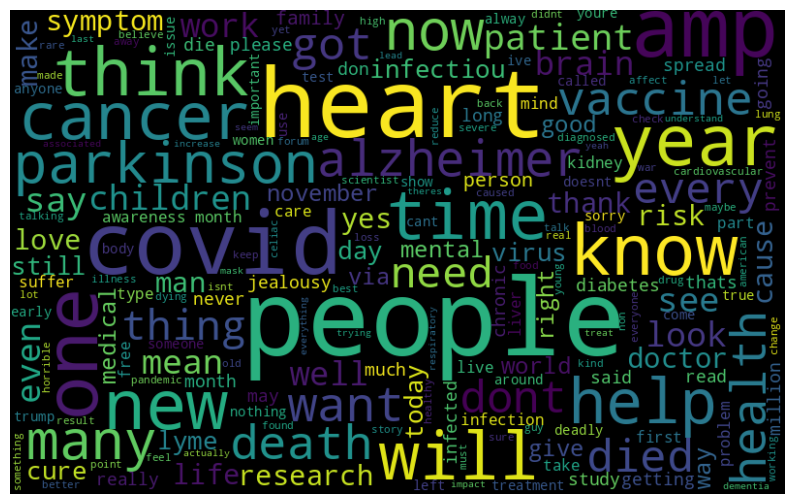 symptom
family
high
alway
didnt
youre
amp
believe
issue
last
away
yet
work
got
now
patient
rare
make
think
die
please
don
infectiou
brain
spread
going
anyone
important
test
ive
called
affect
let
lead
made
cancer
heart
use
back
mind
vaccine
check
understand
lung
seem
reduce
long
severe
good
diagnosed
year
associated
increase
women
forum
age
yeah
war
parkinson
alzheimer
kidney
cardiovascular
prevent
scientist
show
theres
caused
person
doesnt
maybe
talking
say
children
november
thank
every
awareness month
care
cant
talk
sorry
risk
part
covid
time
know
yes
real
blood
love
body
keep
celiac
loss
day
mental
virus
still
mask
via
need
right
young
food
drug
american
cause
suffer
illness
man
isnt
jealousy
chronic
liver
diabetes
thats
see
true
lot
type
never
dying
best
everything
people
treat
non
everyone
come
change
early
one
medical
thing
someone
trying
respiratory
kind
look
doctor
horrible
even
free
mean
well
much
live
around
world
said
read
million
pandemic
month
old
today
healthy
dont
help
health
trump
result
new
may
nothing
want
found
story
infected
must
infection
sure
guy
deadly
first
problem
way
many
point
feel
actually
lyme
death
will
give
take
died
something
cure
really
life
research
left
impact
treatment
study
getting
working
better
dementia